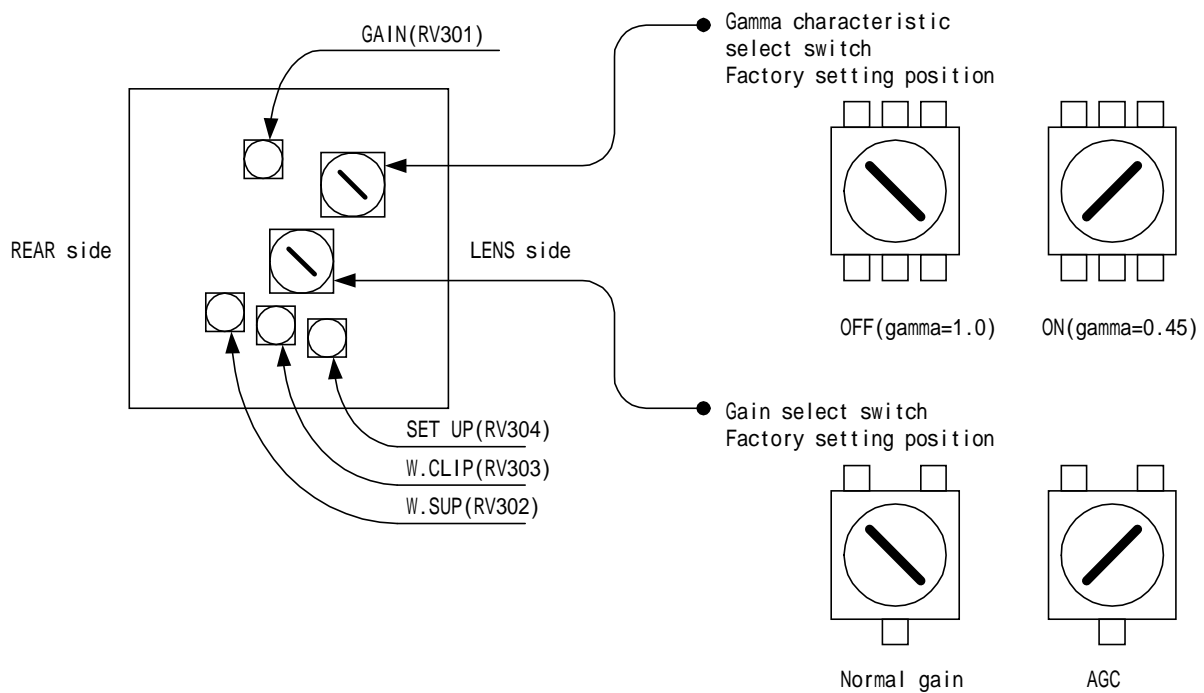 GAIN(RV301)
Gamma characteristic
select switch
Factory setting position
REAR side
LENS side
OFF(gamma=1.0)
ON(gamma=0.45)
SET UP(RV304)
W.CLIP(RV303)
W.SUP(RV302)
Gain select switch
Factory setting position
Normal gain
AGC